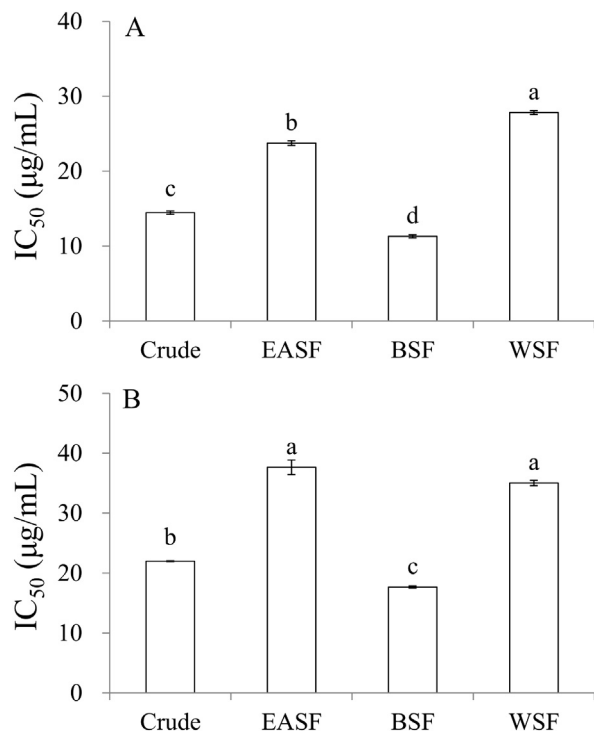 A
40
30
20
10
0
IC50 (µg/mL)
c
b
d
a
Crude EASF BSF WSF
B
50
40
30
20
10
0
IC50 (µg/mL)
b
a
c
a
Crude EASF BSF WSF